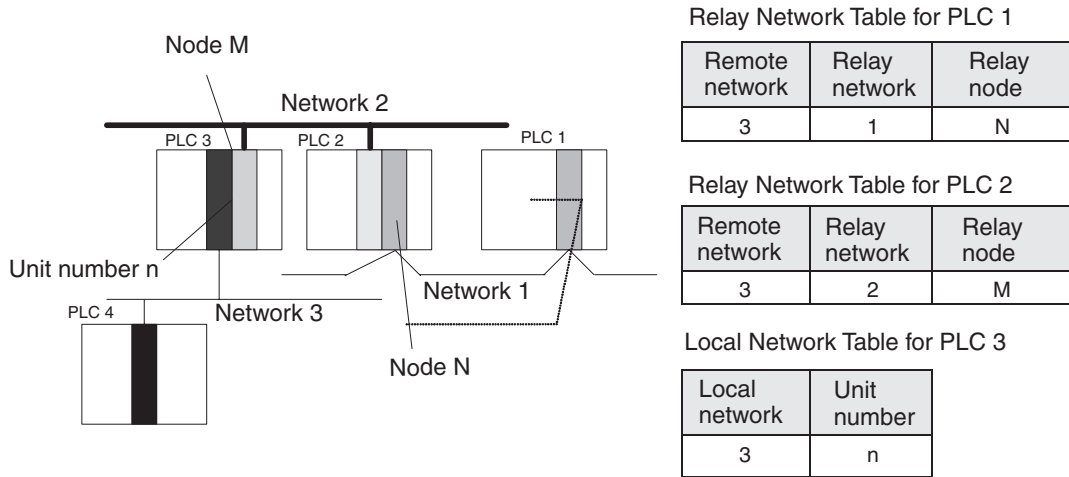 Node M
Network 2
PLC 3
PLC 2
PLC 1
Unit number n
Network 1
Network 3
PLC 4
Node N
Relay Network Table for PLC 1
Remote network
Relay network
Relay node
3
1
N
Relay Network Table for PLC 2
Remote network
Relay network
Relay node
3
2
M
Local Network Table for PLC 3
Local network
Unit number
3
n